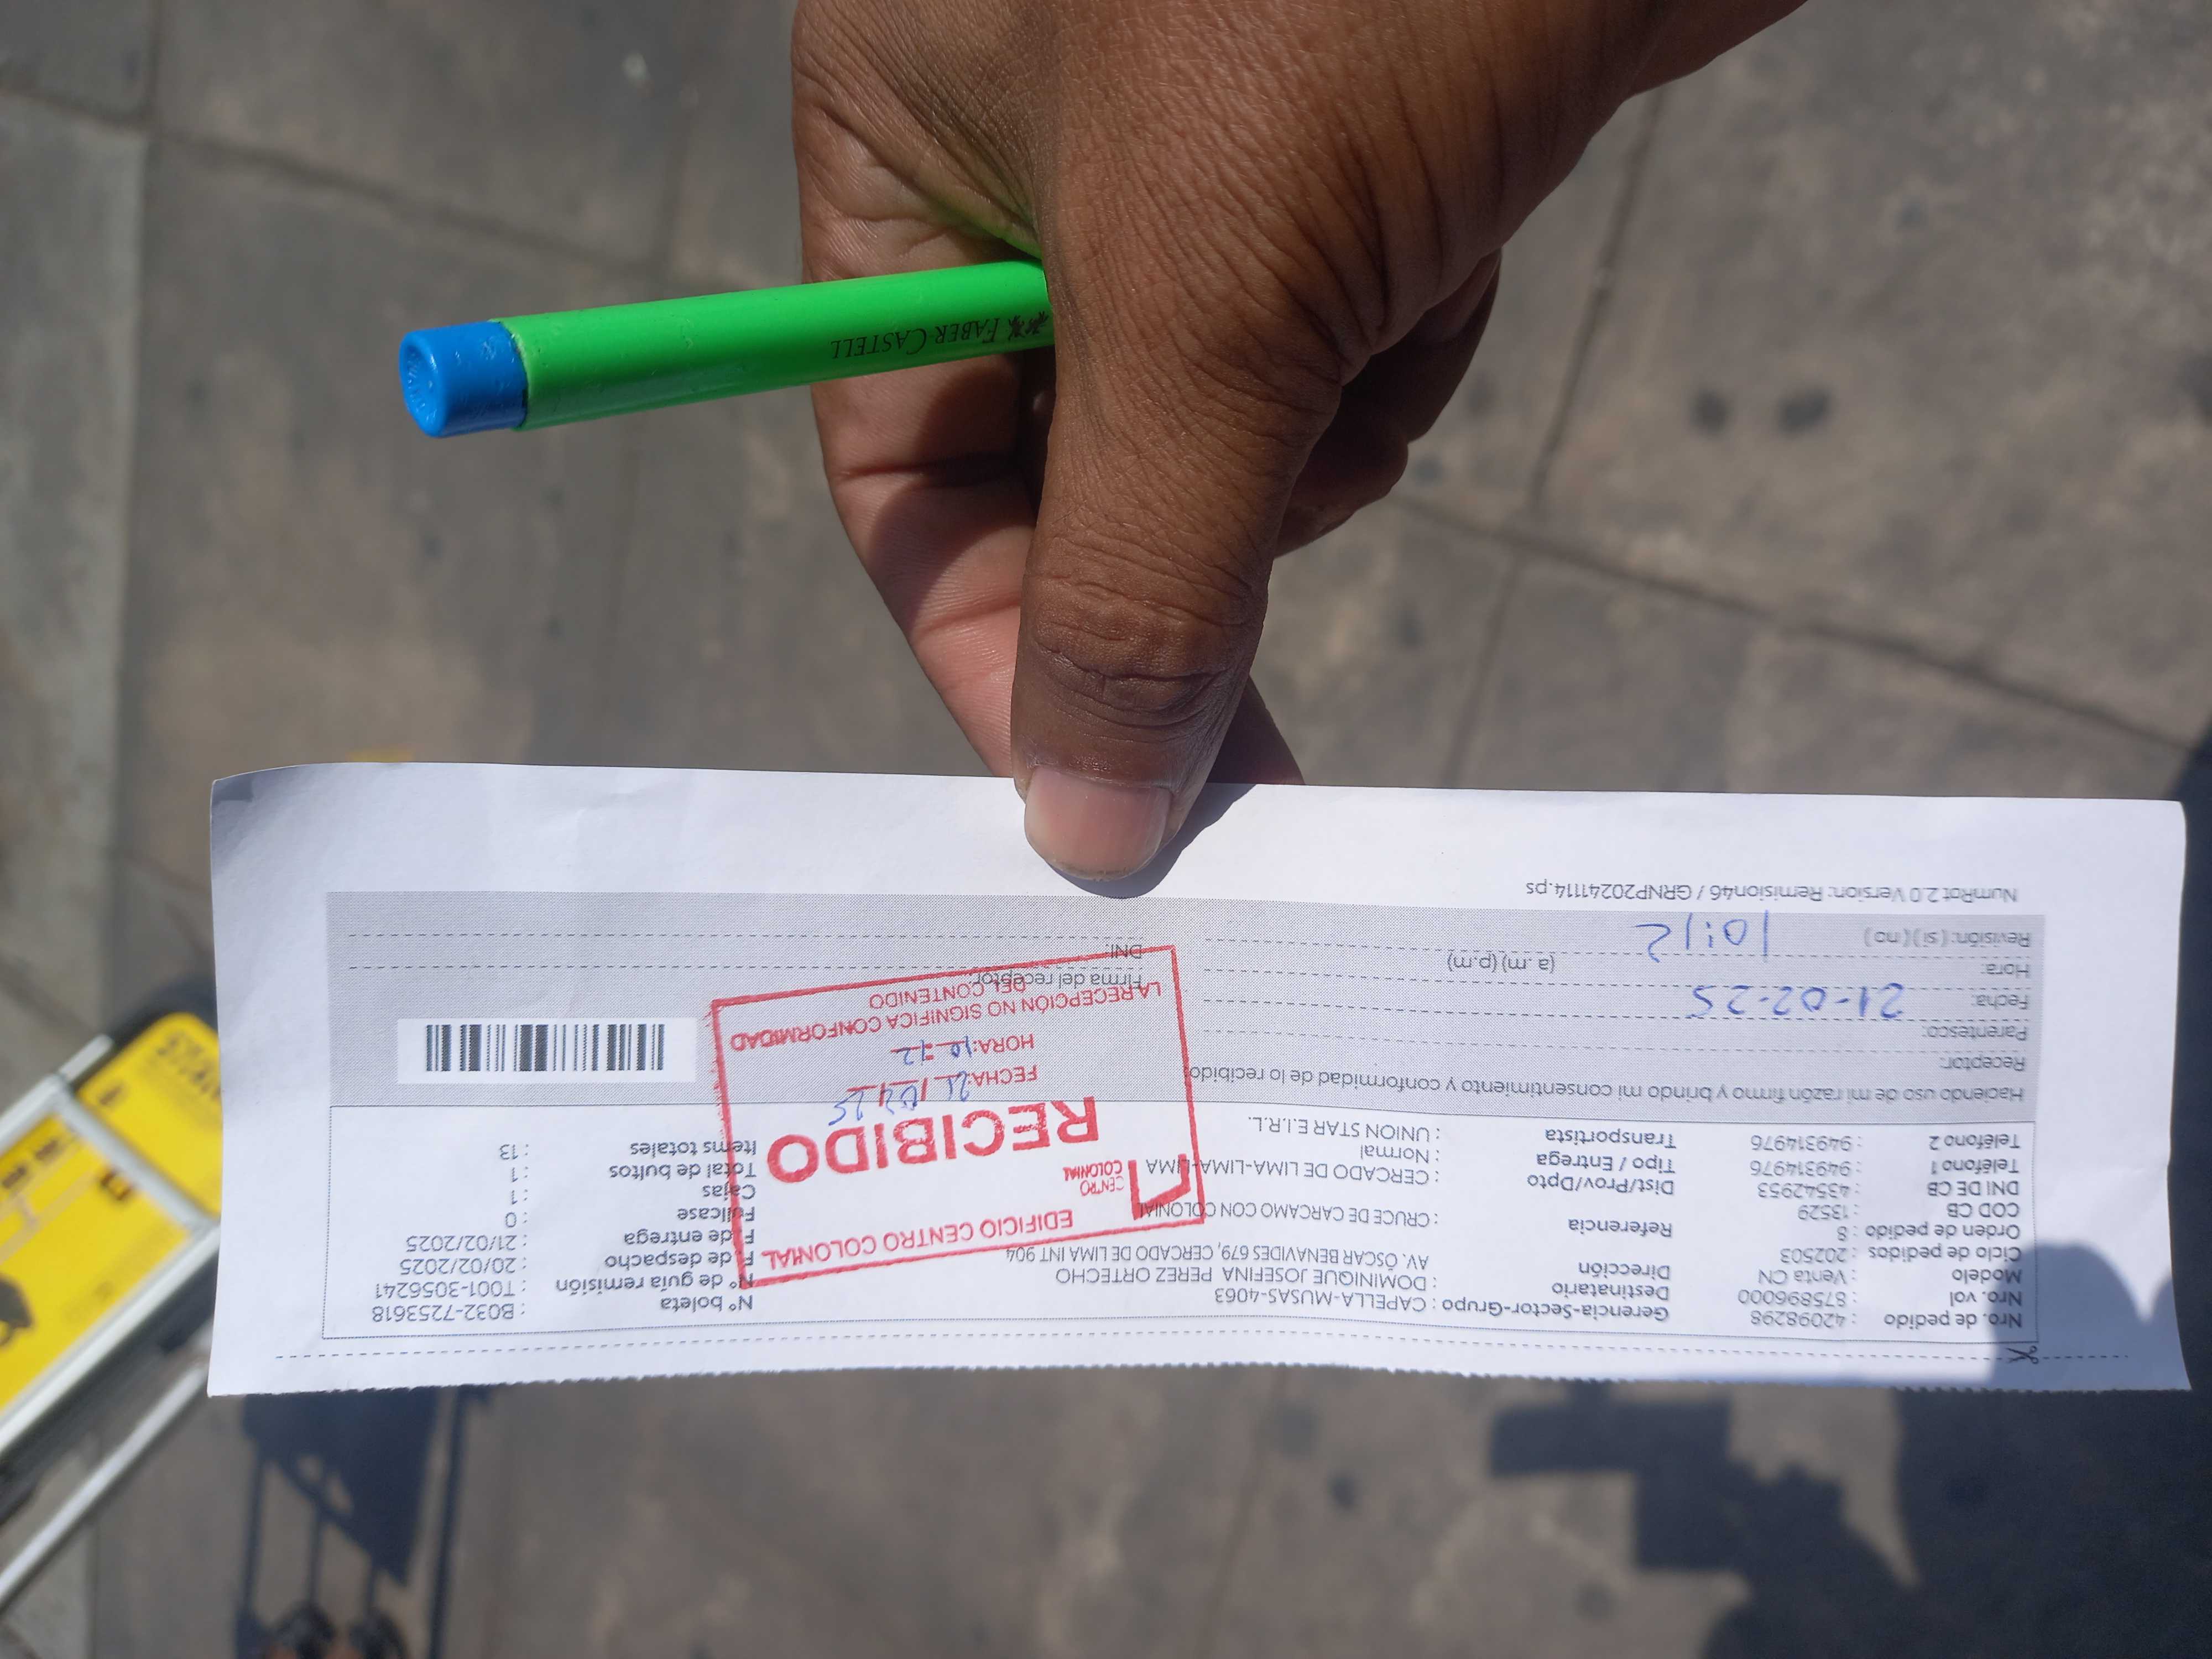 FABER-CASTELL
Nro. de pedido : 42098298
Nro. vol : 875896000
Modelo : Venta CN
Ciclo de pedidos : 202503
Orden de pedido : 8
COD CB : 13529
DNI DE CB : 43542953
Teléfono 1 : 949314976
Teléfono 2 : 949314976
Gerencia-Sector-Grupo : CAPELLA-MUSAS-4063
Destinatario : DOMINIQUE JOSEFINA PEREZ ORTECHO
Dirección AV. ÓSCAR BENAVIDES 679, CERCADO DE LIMA INT 904
Referencia : CRUCE DE CARCAMO CON COLONIAL
Dist/Prov/Dpto : CERCADO DE LIMA-LIMA-LIMA
Tipo / Entrega : Normal
Transportista : UNION STAR E.I.R.L.
N° boleta : B032-7253618
N° de guía remisión : T001-3056241
F. de despacho : 20/02/2025
F. de entrega : 21/02/2025
Fullcase : 0
Cajas : 1
Total de bultos : 1
Items totales : 13
EDIFICIO CENTRO COLONIAL
CENTRO
COLONIAL
RECIBIDO
FECHA: 21/02/25
HORA: 10:12
LA RECEPCIÓN NO SIGNIFICA CONFORMIDAD
DEL CONTENIDO
Haciendo uso de mi razón firmo y brindo mi consentimiento y conformidad de lo recibido:
Receptor:
Parentesco:
Fecha: 21-02-25
Hora: (a.m) (p.m)
Revisión: ( si ) ( no ) 10:12
Firma del receptor:
DNI:
NumRot 2.0 Version: Remision46 / GRNP20241114.ps